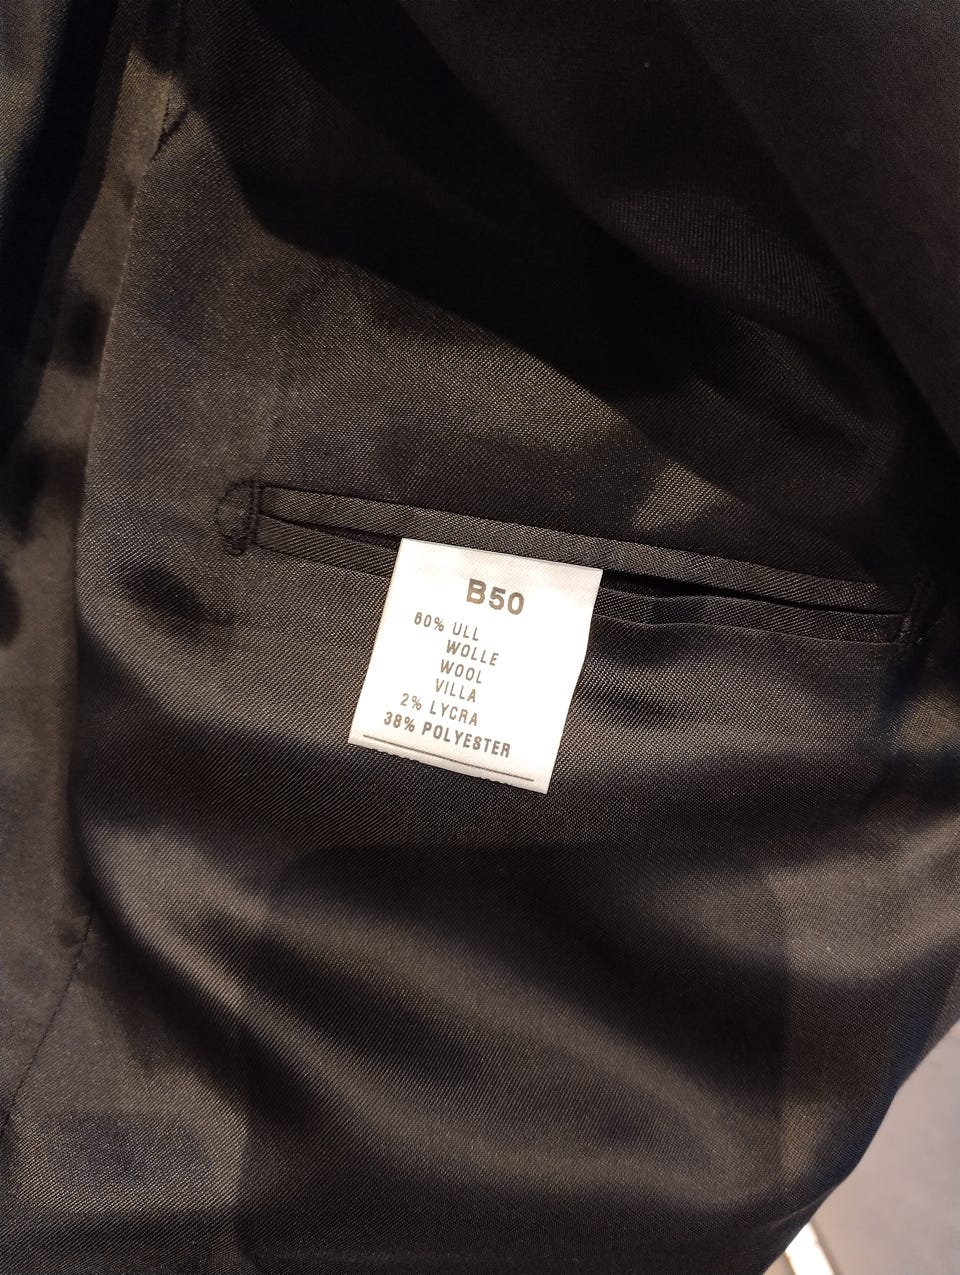 B50
60% ULL
WOLLE
WOOL
VILLA
2% LYCRA
38% POLYESTER